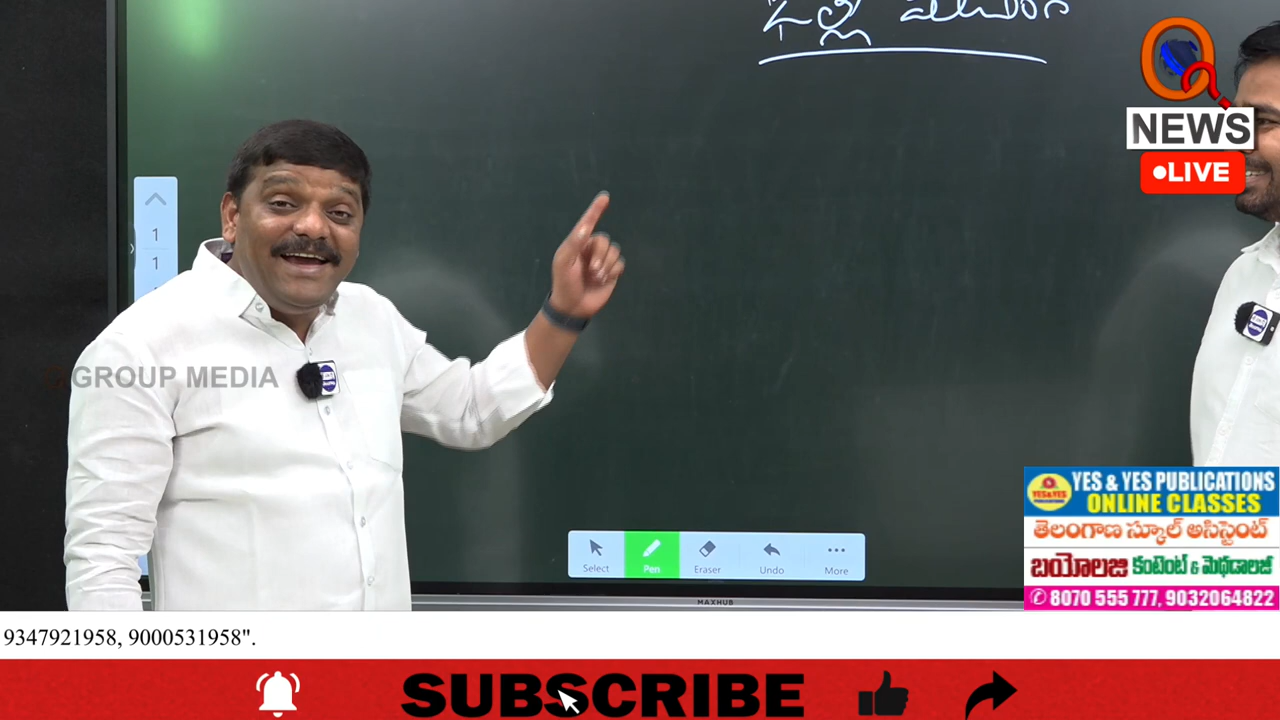 NEWS
LIVE
1
1
GROUP MEDIA
YES & YES PUBLICATIONS
ONLINE CLASSES
తెలంగాణ స్కూల్ అసిస్టెంట్
బయోలజి కంటెంట్ & మెథడాలజీ
8070 555 777, 9032064822
Select Pen Eraser Undo More
MAXHUB
9347921958, 9000531958".
SUBSCRIBE